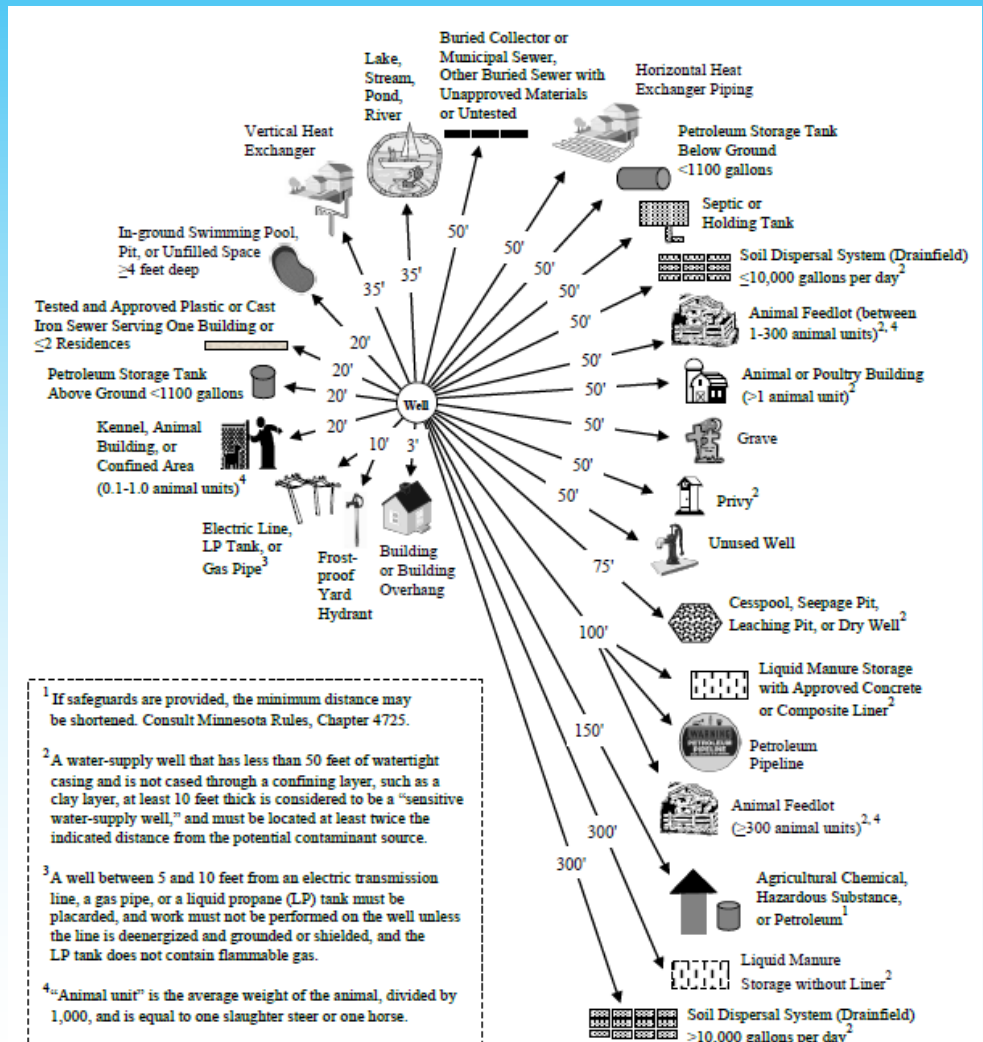 Buried Collector or
Municipal Sewer,
Other Buried Sewer with
Unapproved Materials
or Untested
Lake,
Stream,
Pond,
River
Horizontal Heat
Exchanger Piping
Vertical Heat
Exchanger
Petroleum Storage Tank
Below Ground
<1100 gallons
Septic or
Holding Tank
In-ground Swimming Pool,
Pit, or Unfilled Space
≥4 feet deep
Soil Dispersal System (Drainfield)
≤10,000 gallons per day²
Tested and Approved Plastic or Cast
Iron Sewer Serving One Building or
≤2 Residences
Animal Feedlot (between
1-300 animal units)²,⁴
Petroleum Storage Tank
Above Ground <1100 gallons
Animal or Poultry Building
(>1 animal unit)²
Kennel, Animal
Building, or
Confined Area
(0.1-1.0 animal units)⁴
Grave
Electric Line,
LP Tank, or
Gas Pipe³
Frost-
proof
Yard
Hydrant
Building
or Building
Overhang
Privy²
Unused Well
Well
50'
50'
50'
50'
50'
50'
50'
50'
50'
50'
35'
35'
20'
20'
20'
20'
10'
3'
75'
100'
150'
300'
300'
Cesspool, Seepage Pit,
Leaching Pit, or Dry Well²
Liquid Manure Storage
with Approved Concrete
or Composite Liner²
WARNING
PETROLEUM
PIPELINE
Petroleum
Pipeline
Animal Feedlot
(≥300 animal units)²,⁴
Agricultural Chemical,
Hazardous Substance,
or Petroleum¹
Liquid Manure
Storage without Liner²
Soil Dispersal System (Drainfield)
>10,000 gallons per day²
¹ If safeguards are provided, the minimum distance may
be shortened. Consult Minnesota Rules, Chapter 4725.
² A water-supply well that has less than 50 feet of watertight
casing and is not cased through a confining layer, such as a
clay layer, at least 10 feet thick is considered to be a “sensitive
water-supply well,” and must be located at least twice the
indicated distance from the potential contaminant source.
³ A well between 5 and 10 feet from an electric transmission
line, a gas pipe, or a liquid propane (LP) tank must be
placarded, and work must not be performed on the well unless
the line is deenergized and grounded or shielded, and the
LP tank does not contain flammable gas.
⁴ “Animal unit” is the average weight of the animal, divided by
1,000, and is equal to one slaughter steer or one horse.